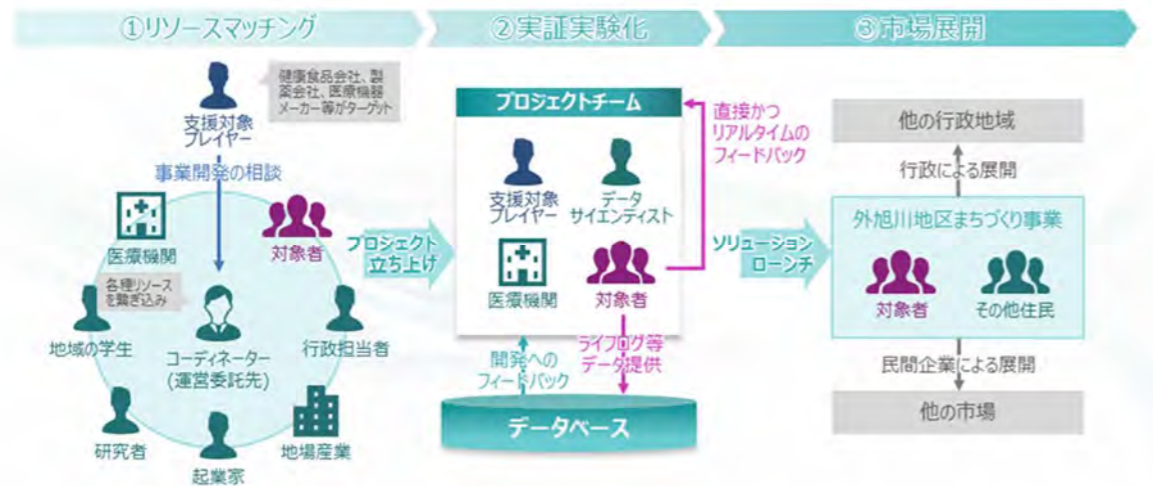 ①リソースマッチング
②実証実験化
③市場展開
健康食品会社、製
薬会社、医療機器
メーカー等がターゲット
支援対象
プレイヤー
事業開発の相談
医療機関
対象者
各種リソース
を繋ぎ込み
地域の学生
コーディネーター
(運営委託先)
行政担当者
研究者
起業家
地場産業
プロジェクト
立ち上げ
プロジェクトチーム
支援対象
プレイヤー
データ
サイエンティスト
医療機関
対象者
直接かつ
リアルタイムの
フィードバック
開発への
フィードバック
ライフログ等
データ提供
データベース
ソリューション
ローンチ
他の行政地域
行政による展開
外旭川地区まちづくり事業
対象者
その他住民
民間企業による展開
他の市場